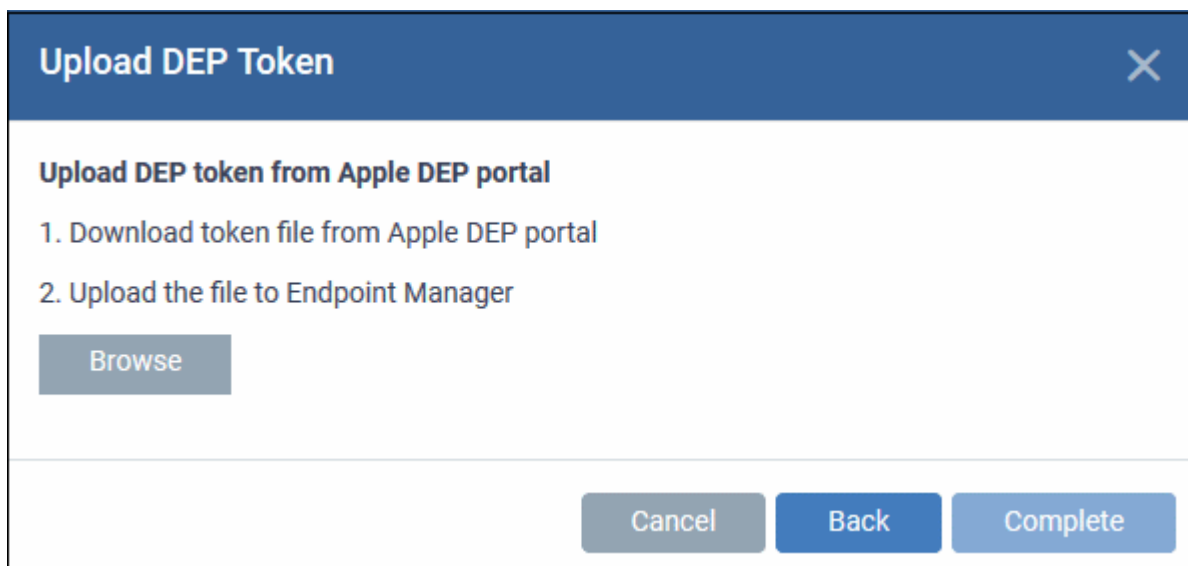 Upload DEP Token
Upload DEP token from Apple DEP portal
1. Download token file from Apple DEP portal
2. Upload the file to Endpoint Manager
Browse
Cancel Back Complete